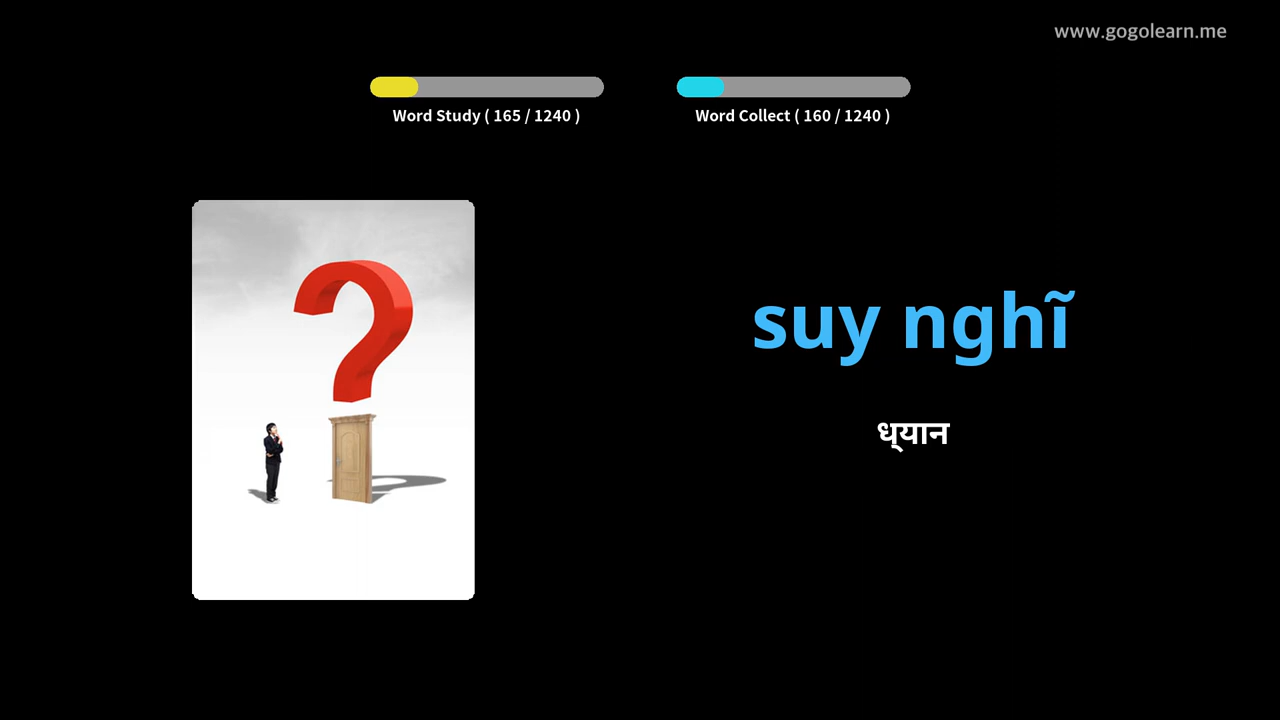 www.gogolearn.me
Word Study ( 165 / 1240 )
Word Collect ( 160 / 1240 )
suy nghĩ
ध्यान